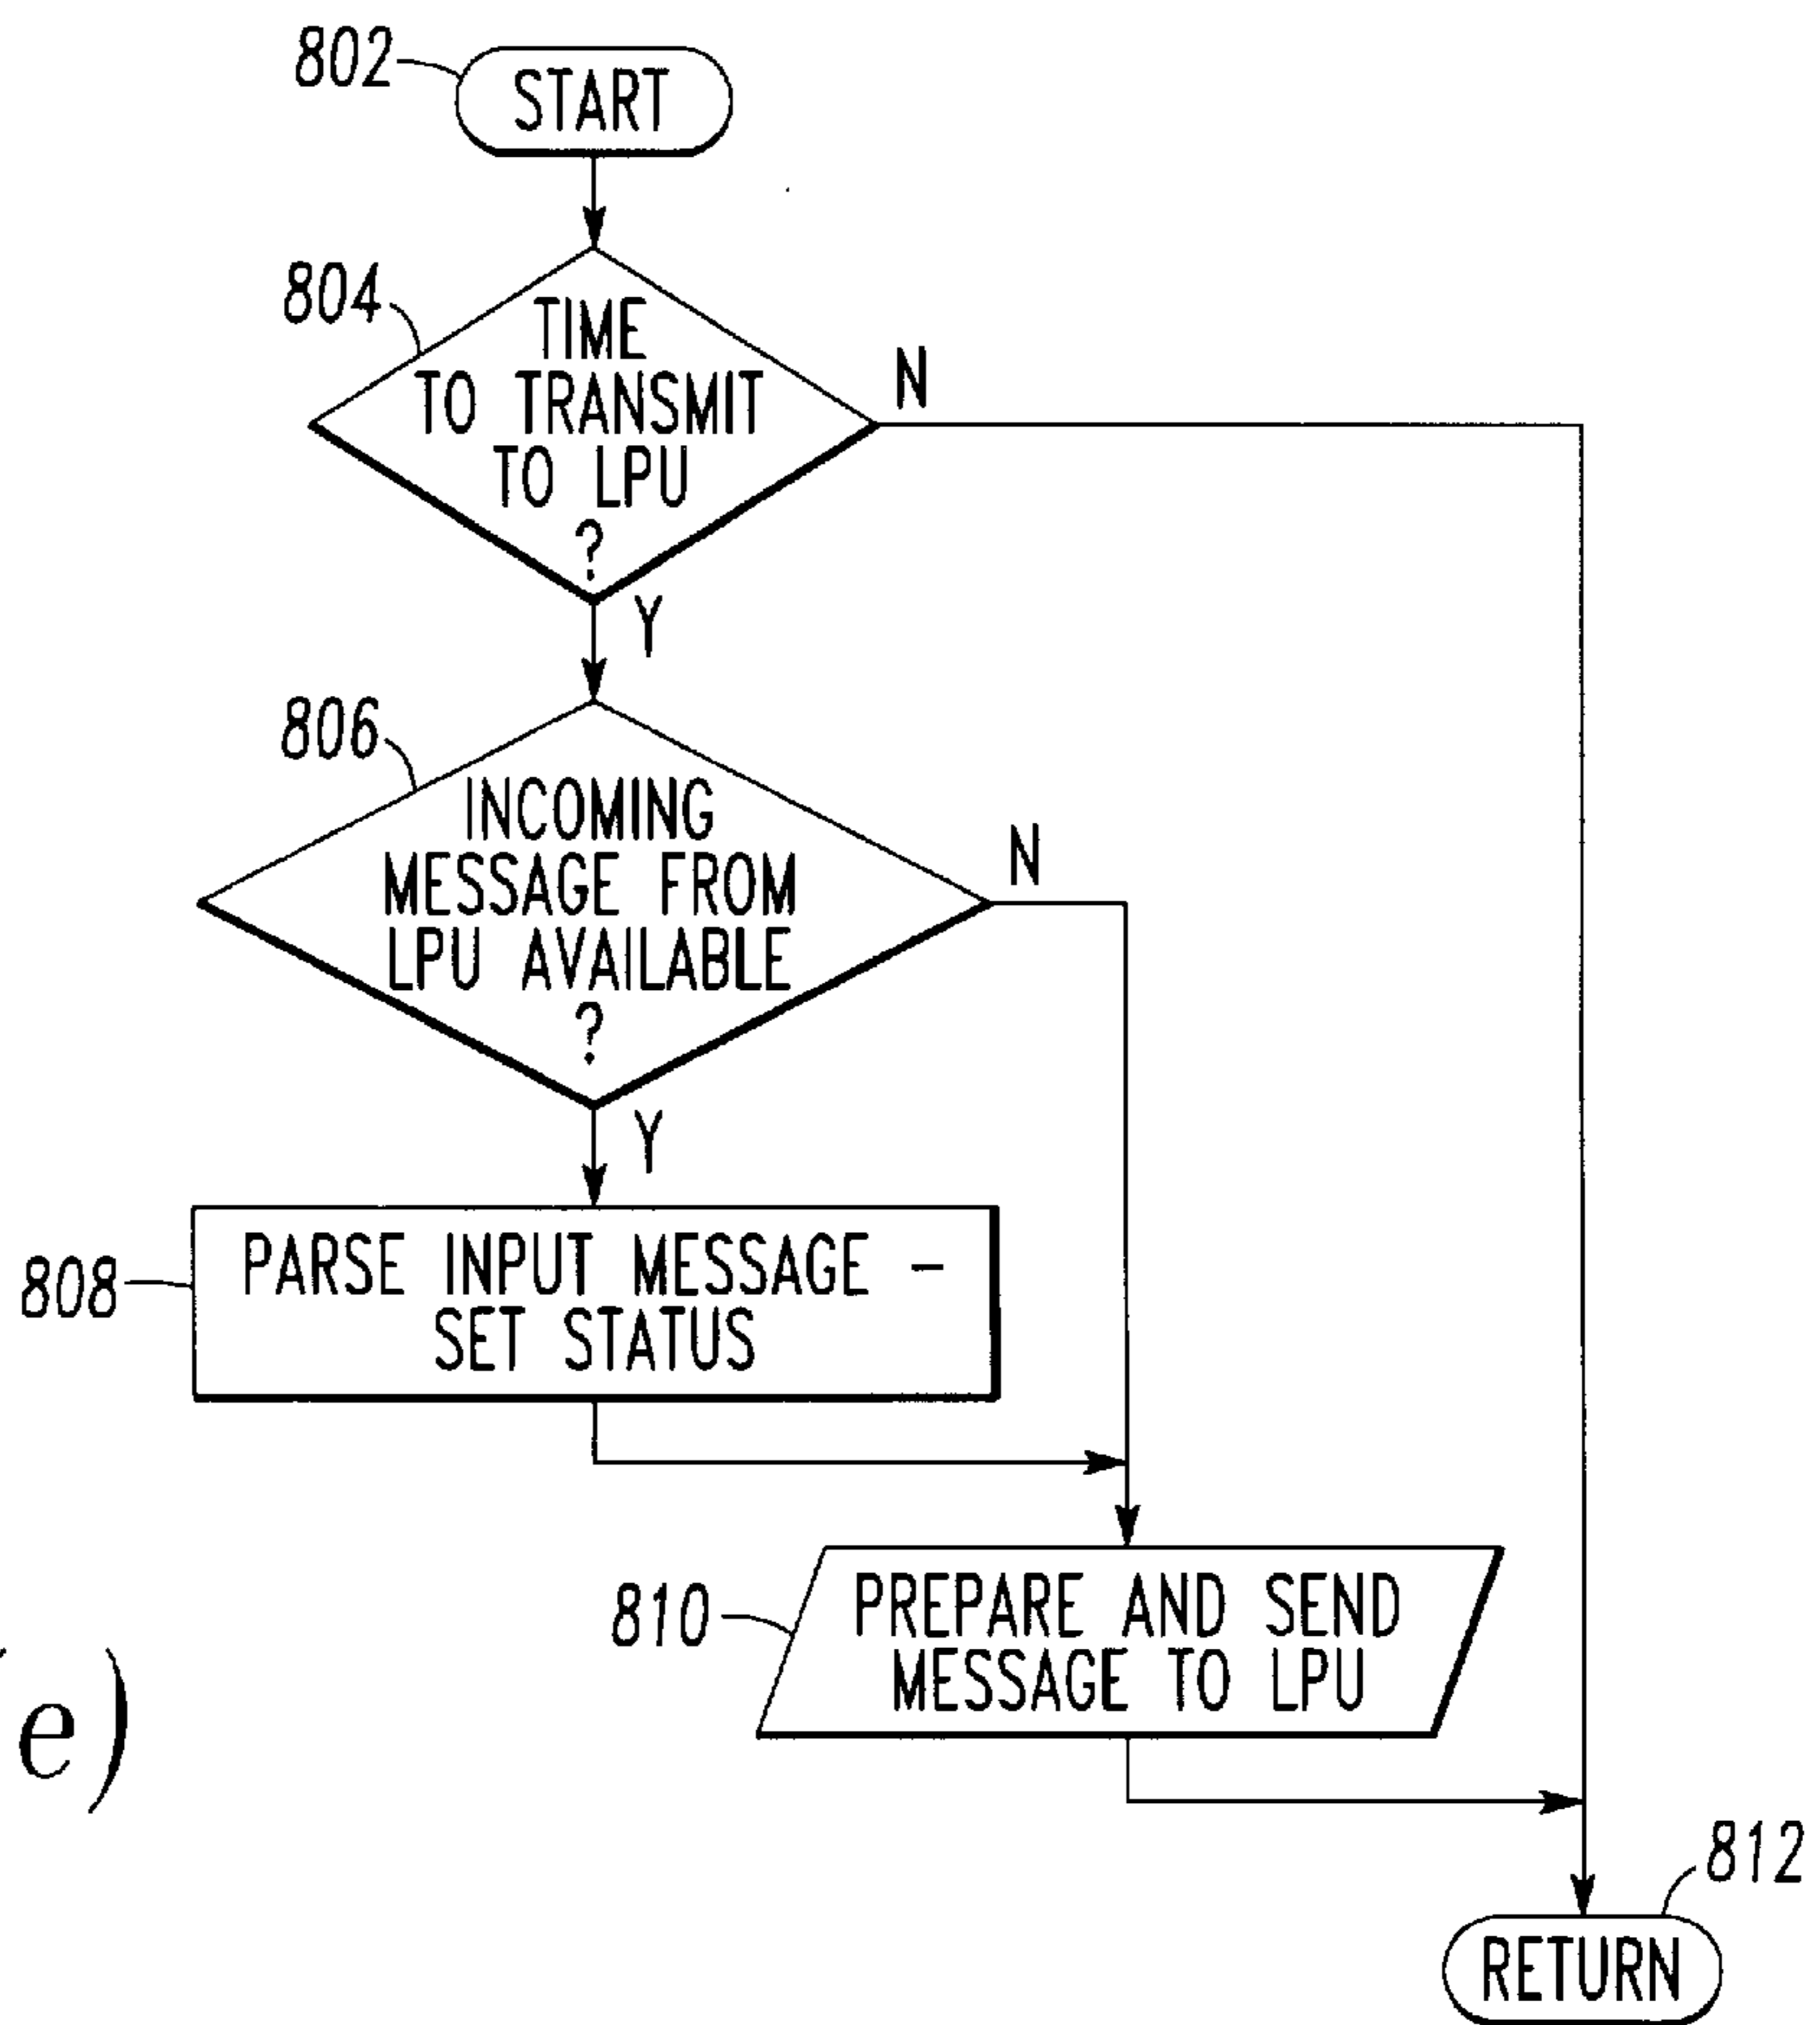 802
START
804
TIME
TO TRANSMIT
TO LPU
?
N
Y
806
INCOMING
MESSAGE FROM
LPU AVAILABLE
?
N
Y
808
PARSE INPUT MESSAGE -
SET STATUS
810
PREPARE AND SEND
MESSAGE TO LPU
e)
812
RETURN